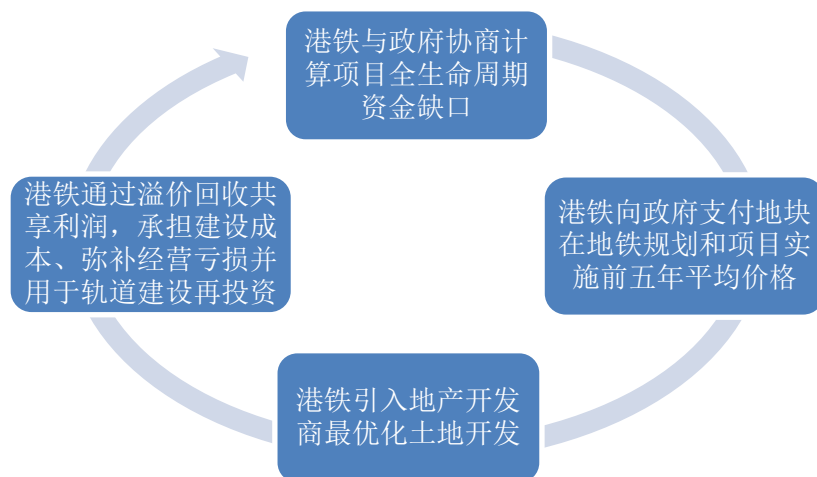 港铁与政府协商计
算项目全生命周期
资金缺口
港铁向政府支付地块
在地铁规划和项目实
施前五年平均价格
港铁引入地产开发
商最优化土地开发
港铁通过溢价回收共
享利润，承担建设成
本、弥补经营亏损并
用于轨道建设再投资